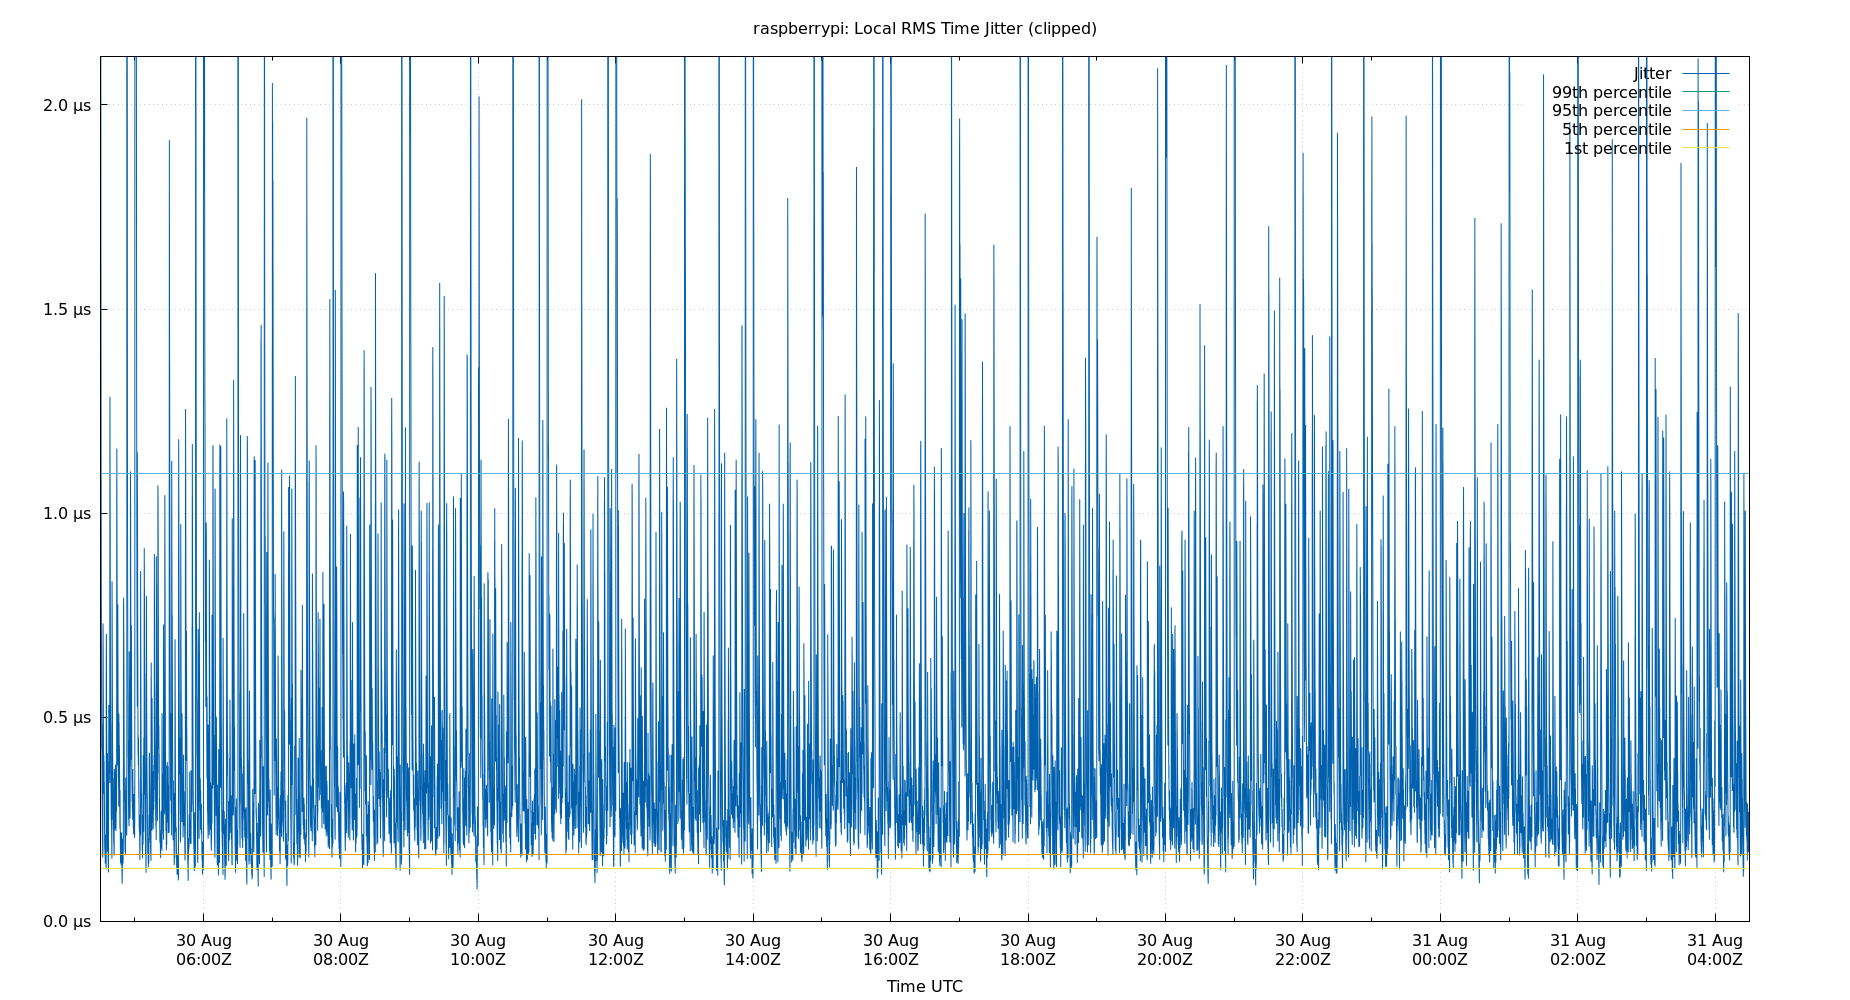 raspberrypi: Local RMS Time Jitter (clipped)
2.0 µs
1.5 µs
1.0 µs
0.5 µs
0.0 µs
Jitter
99th percentile
95th percentile
5th percentile
1st percentile
30 Aug 30 Aug 30 Aug 30 Aug 30 Aug 30 Aug 30 Aug 30 Aug 30 Aug 31 Aug 31 Aug 31 Aug
06:00Z 08:00Z 10:00Z 12:00Z 14:00Z 16:00Z 18:00Z 20:00Z 22:00Z 00:00Z 02:00Z 04:00Z
Time UTC